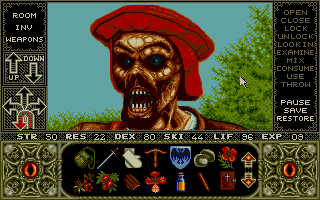 ROOM
INV
WEAPONS
UP
DOWN
OPEN
CLOSE
LOCK
UNLOCK
LOOK IN
EXAMINE
MIX
CONSUME
USE
THROW
PAUSE
SAVE
RESTORE
STR 50 RES 22 DEX 80 SKI 44 LIF 96 EXP 09